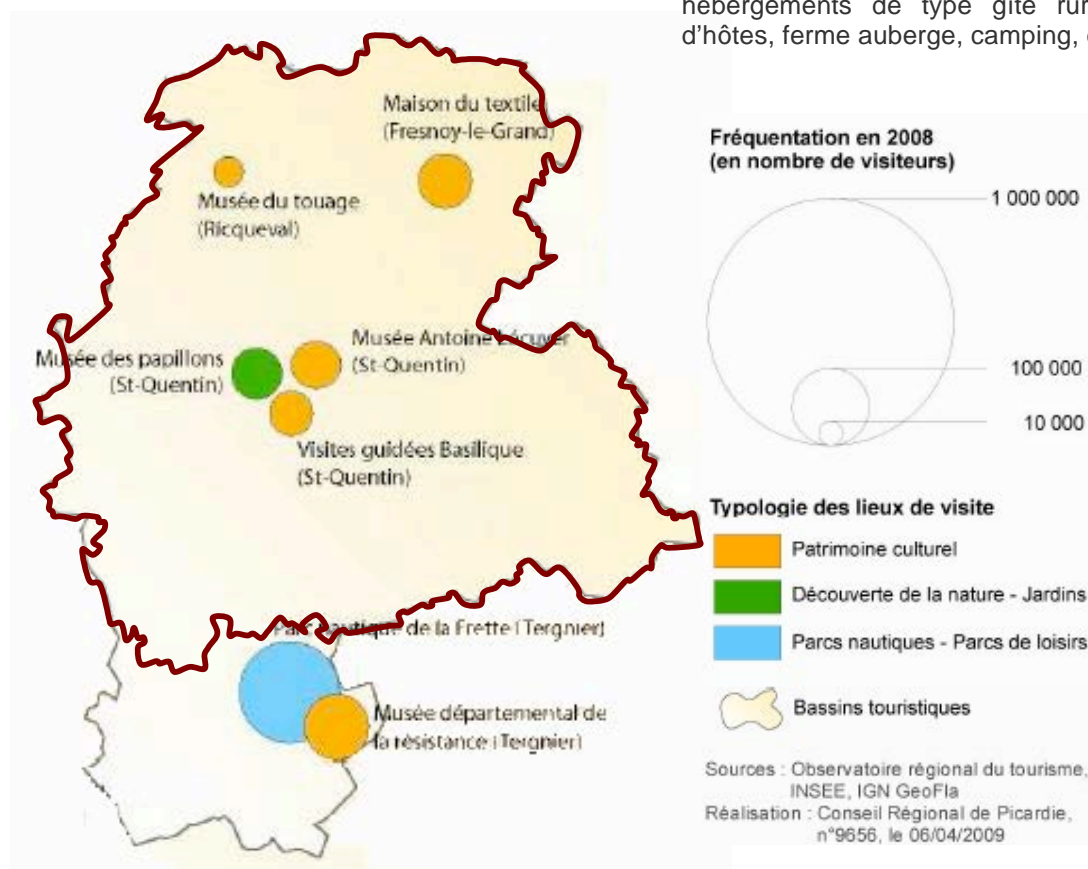 hébergements de type gîte rur
d'hôtes, ferme auberge, camping,
Maison du textile
(Fresnoy-le-Grand)
Musée du touage
(Ricqueval)
Musée Antoine Lécuyer
(St-Quentin)
Musée des papillons
(St-Quentin)
Visites guidées Basilique
(St-Quentin)
Parc nautique de la Frette (Tergnier)
Musée départemental de
la résistance (Tergnier)
Fréquentation en 2008
(en nombre de visiteurs)
1 000 000
100 000
10 000
Typologie des lieux de visite
Patrimoine culturel
Découverte de la nature - Jardins
Parcs nautiques - Parcs de loisirs
Bassins touristiques
Sources : Observatoire régional du tourisme,
INSEE, IGN GeoFla
Réalisation : Conseil Régional de Picardie,
n°9656, le 06/04/2009